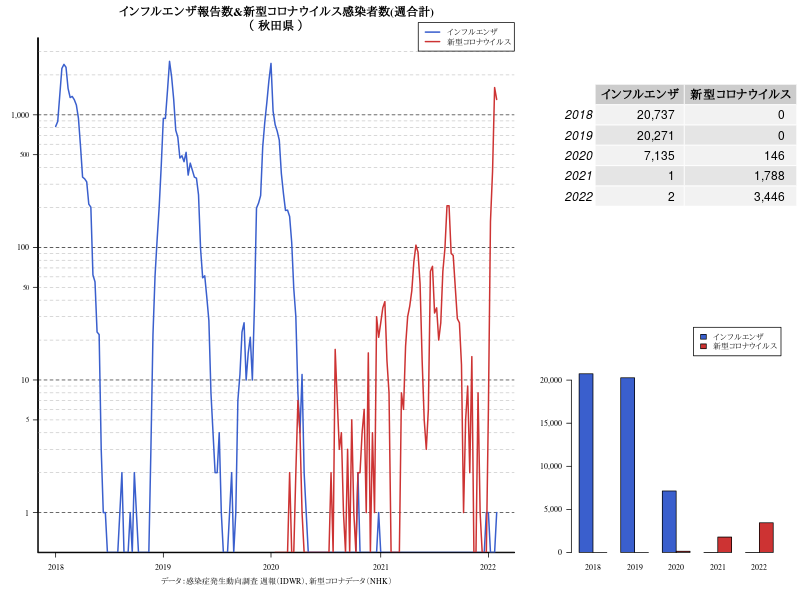 インフルエンザ報告数&新型コロナウイルス感染者数(週合計)
( 秋田県 )
インフルエンザ
新型コロナウイルス
1,000
500
100
50
10
5
1
2018 2019 2020 2021 2022
データ：感染症発生動向調査 週報（IDWR）、新型コロナデータ（NHK）
インフルエンザ 新型コロナウイルス
2018 20,737 0
2019 20,271 0
2020 7,135 146
2021 1 1,788
2022 2 3,446
インフルエンザ
新型コロナウイルス
20,000
15,000
10,000
5,000
0
2018 2019 2020 2021 2022